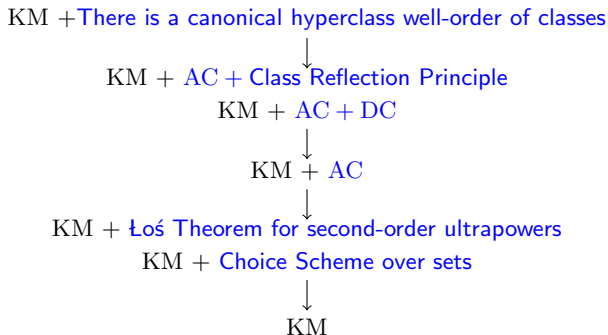 KM +There is a canonical hyperclass well-order of classes
KM + AC + Class Reflection Principle
KM + AC + DC
KM + AC
KM + Łoś Theorem for second-order ultrapowers
KM + Choice Scheme over sets
KM